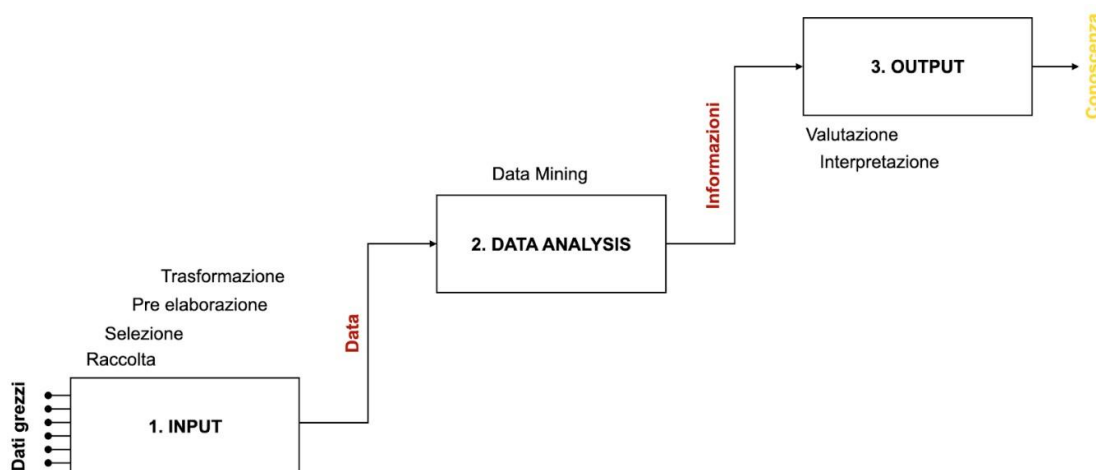 Conoscenza
3. OUTPUT
Valutazione
Interpretazione
Informazioni
Data Mining
2. DATA ANALYSIS
Trasformazione
Pre elaborazione
Selezione
Raccolta
Data
Dati grezzi
1. INPUT